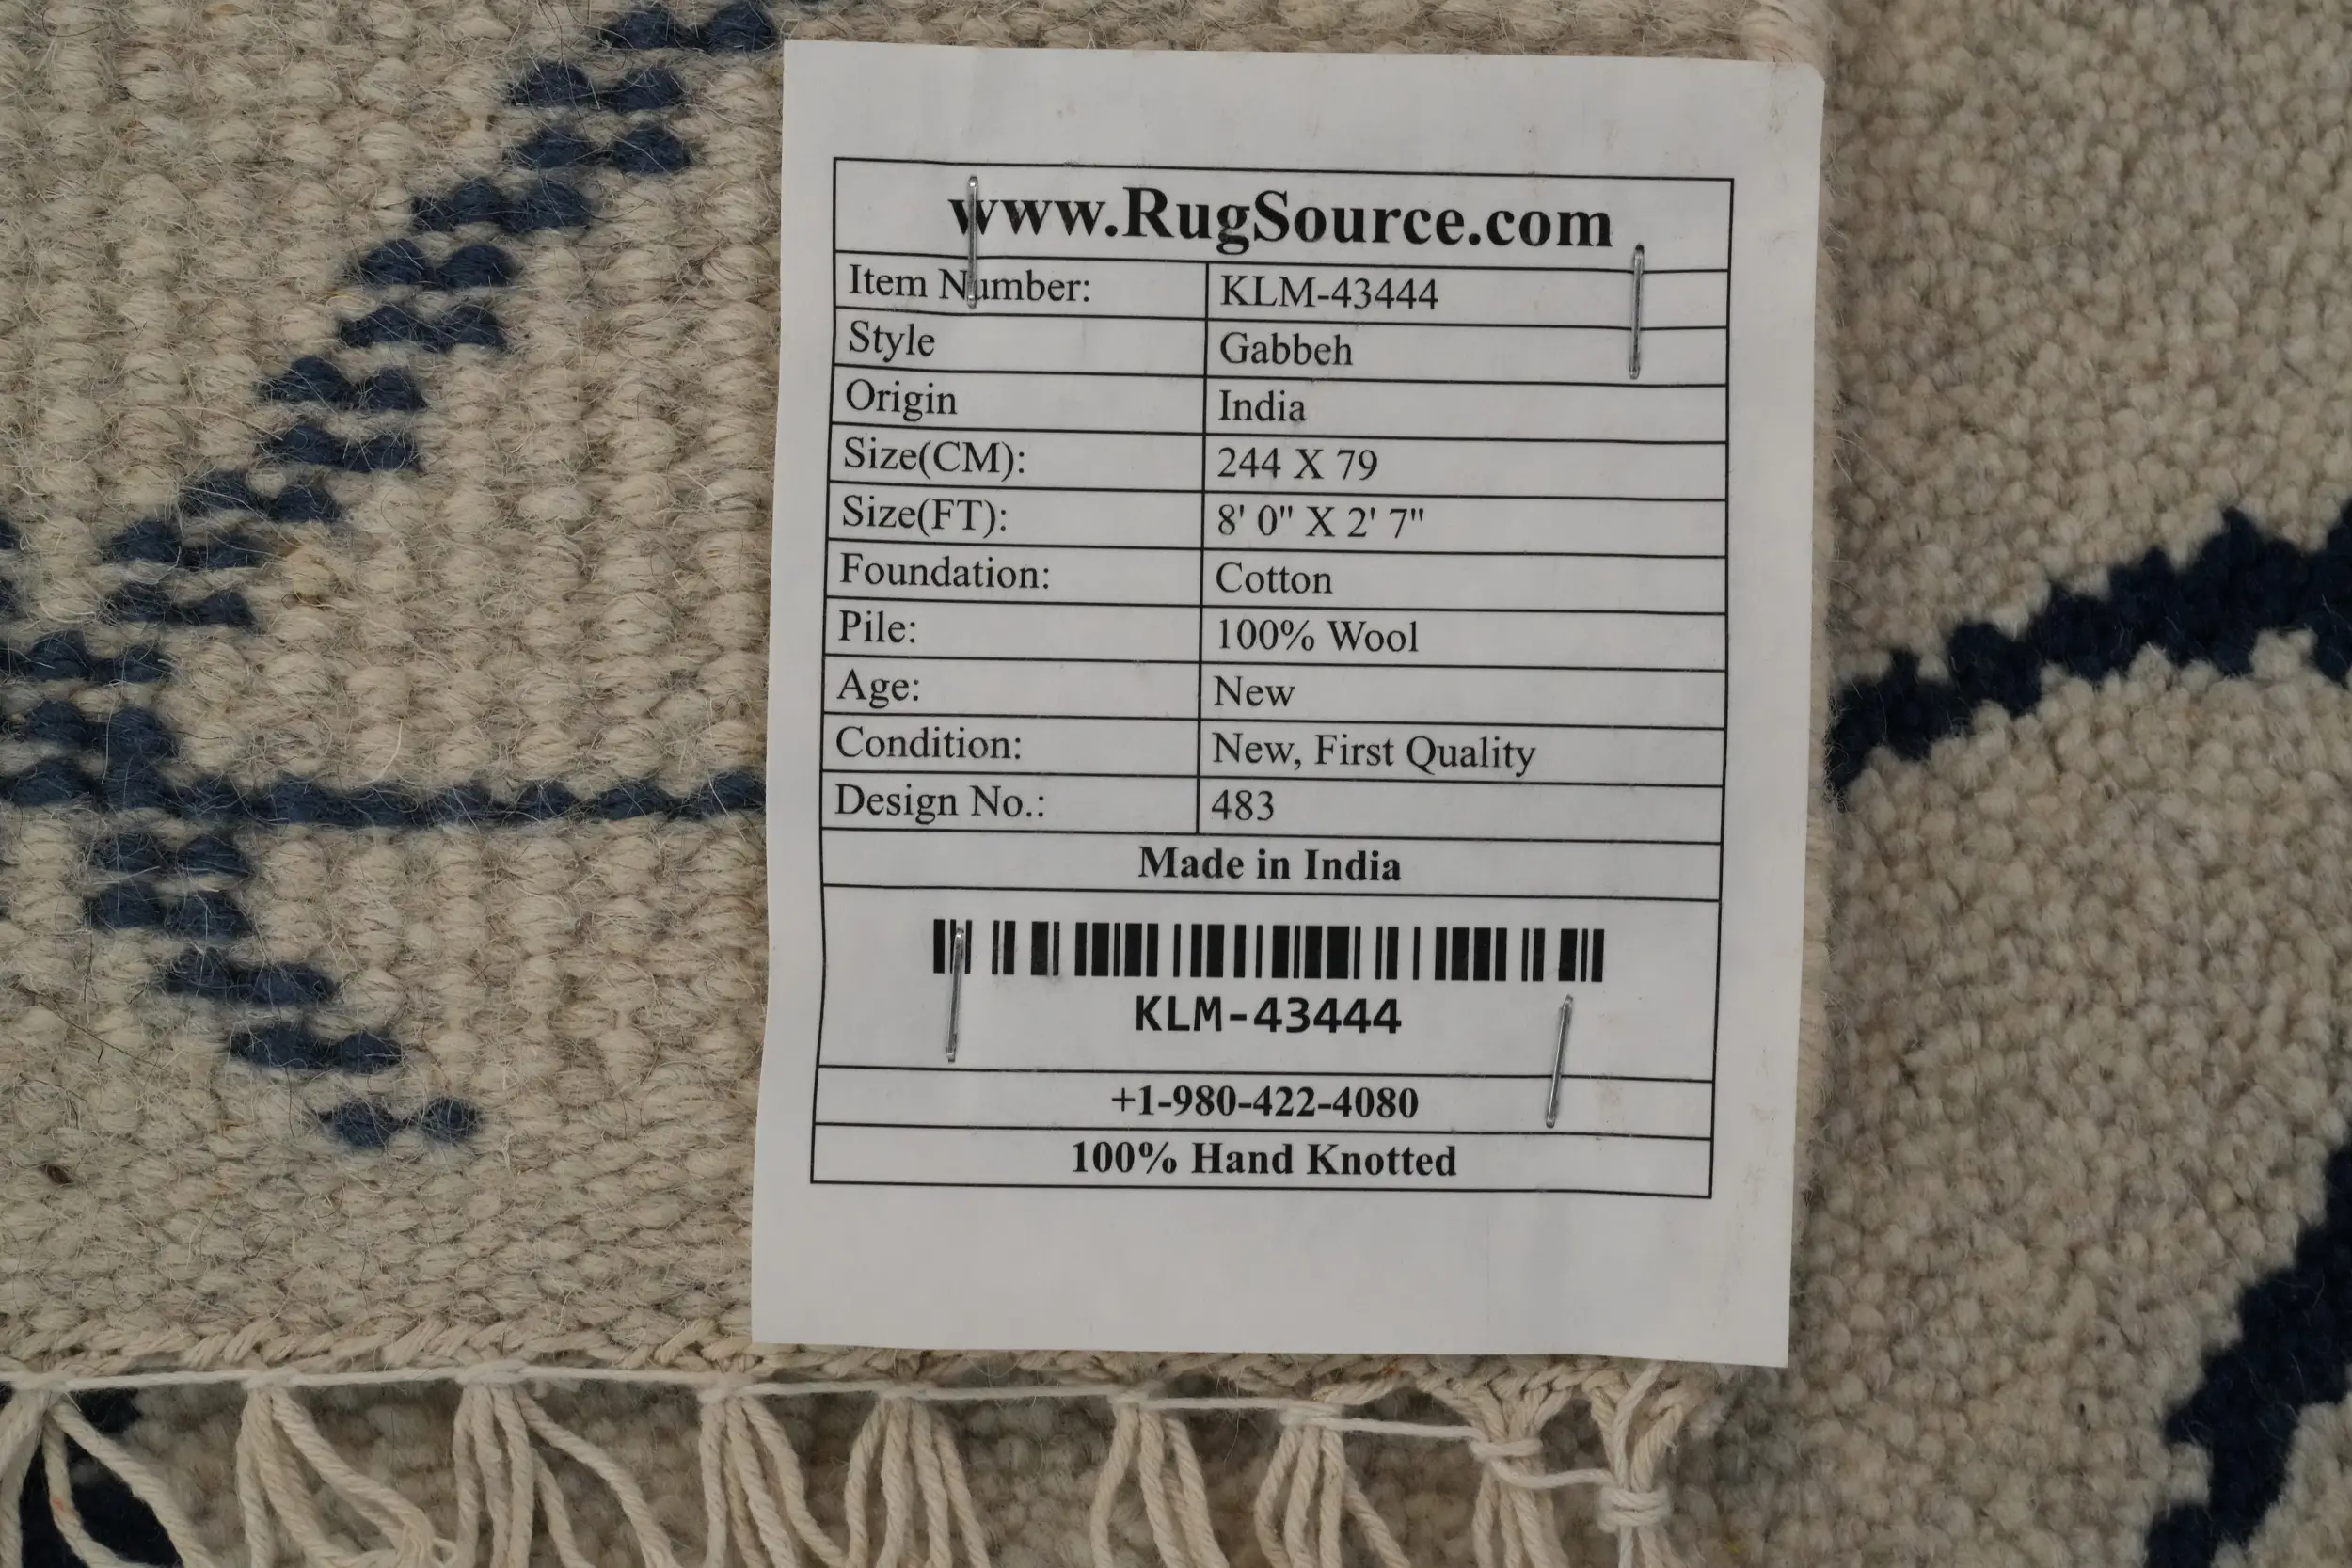 www.RugSource.com
Item Number: KLM-43444
Style Gabbeh
Origin India
Size(CM): 244 X 79
Size(FT): 8' 0" X 2' 7"
Foundation: Cotton
Pile: 100% Wool
Age: New
Condition: New, First Quality
Design No.: 483
Made in India
KLM-43444
+1-980-422-4080
100% Hand Knotted